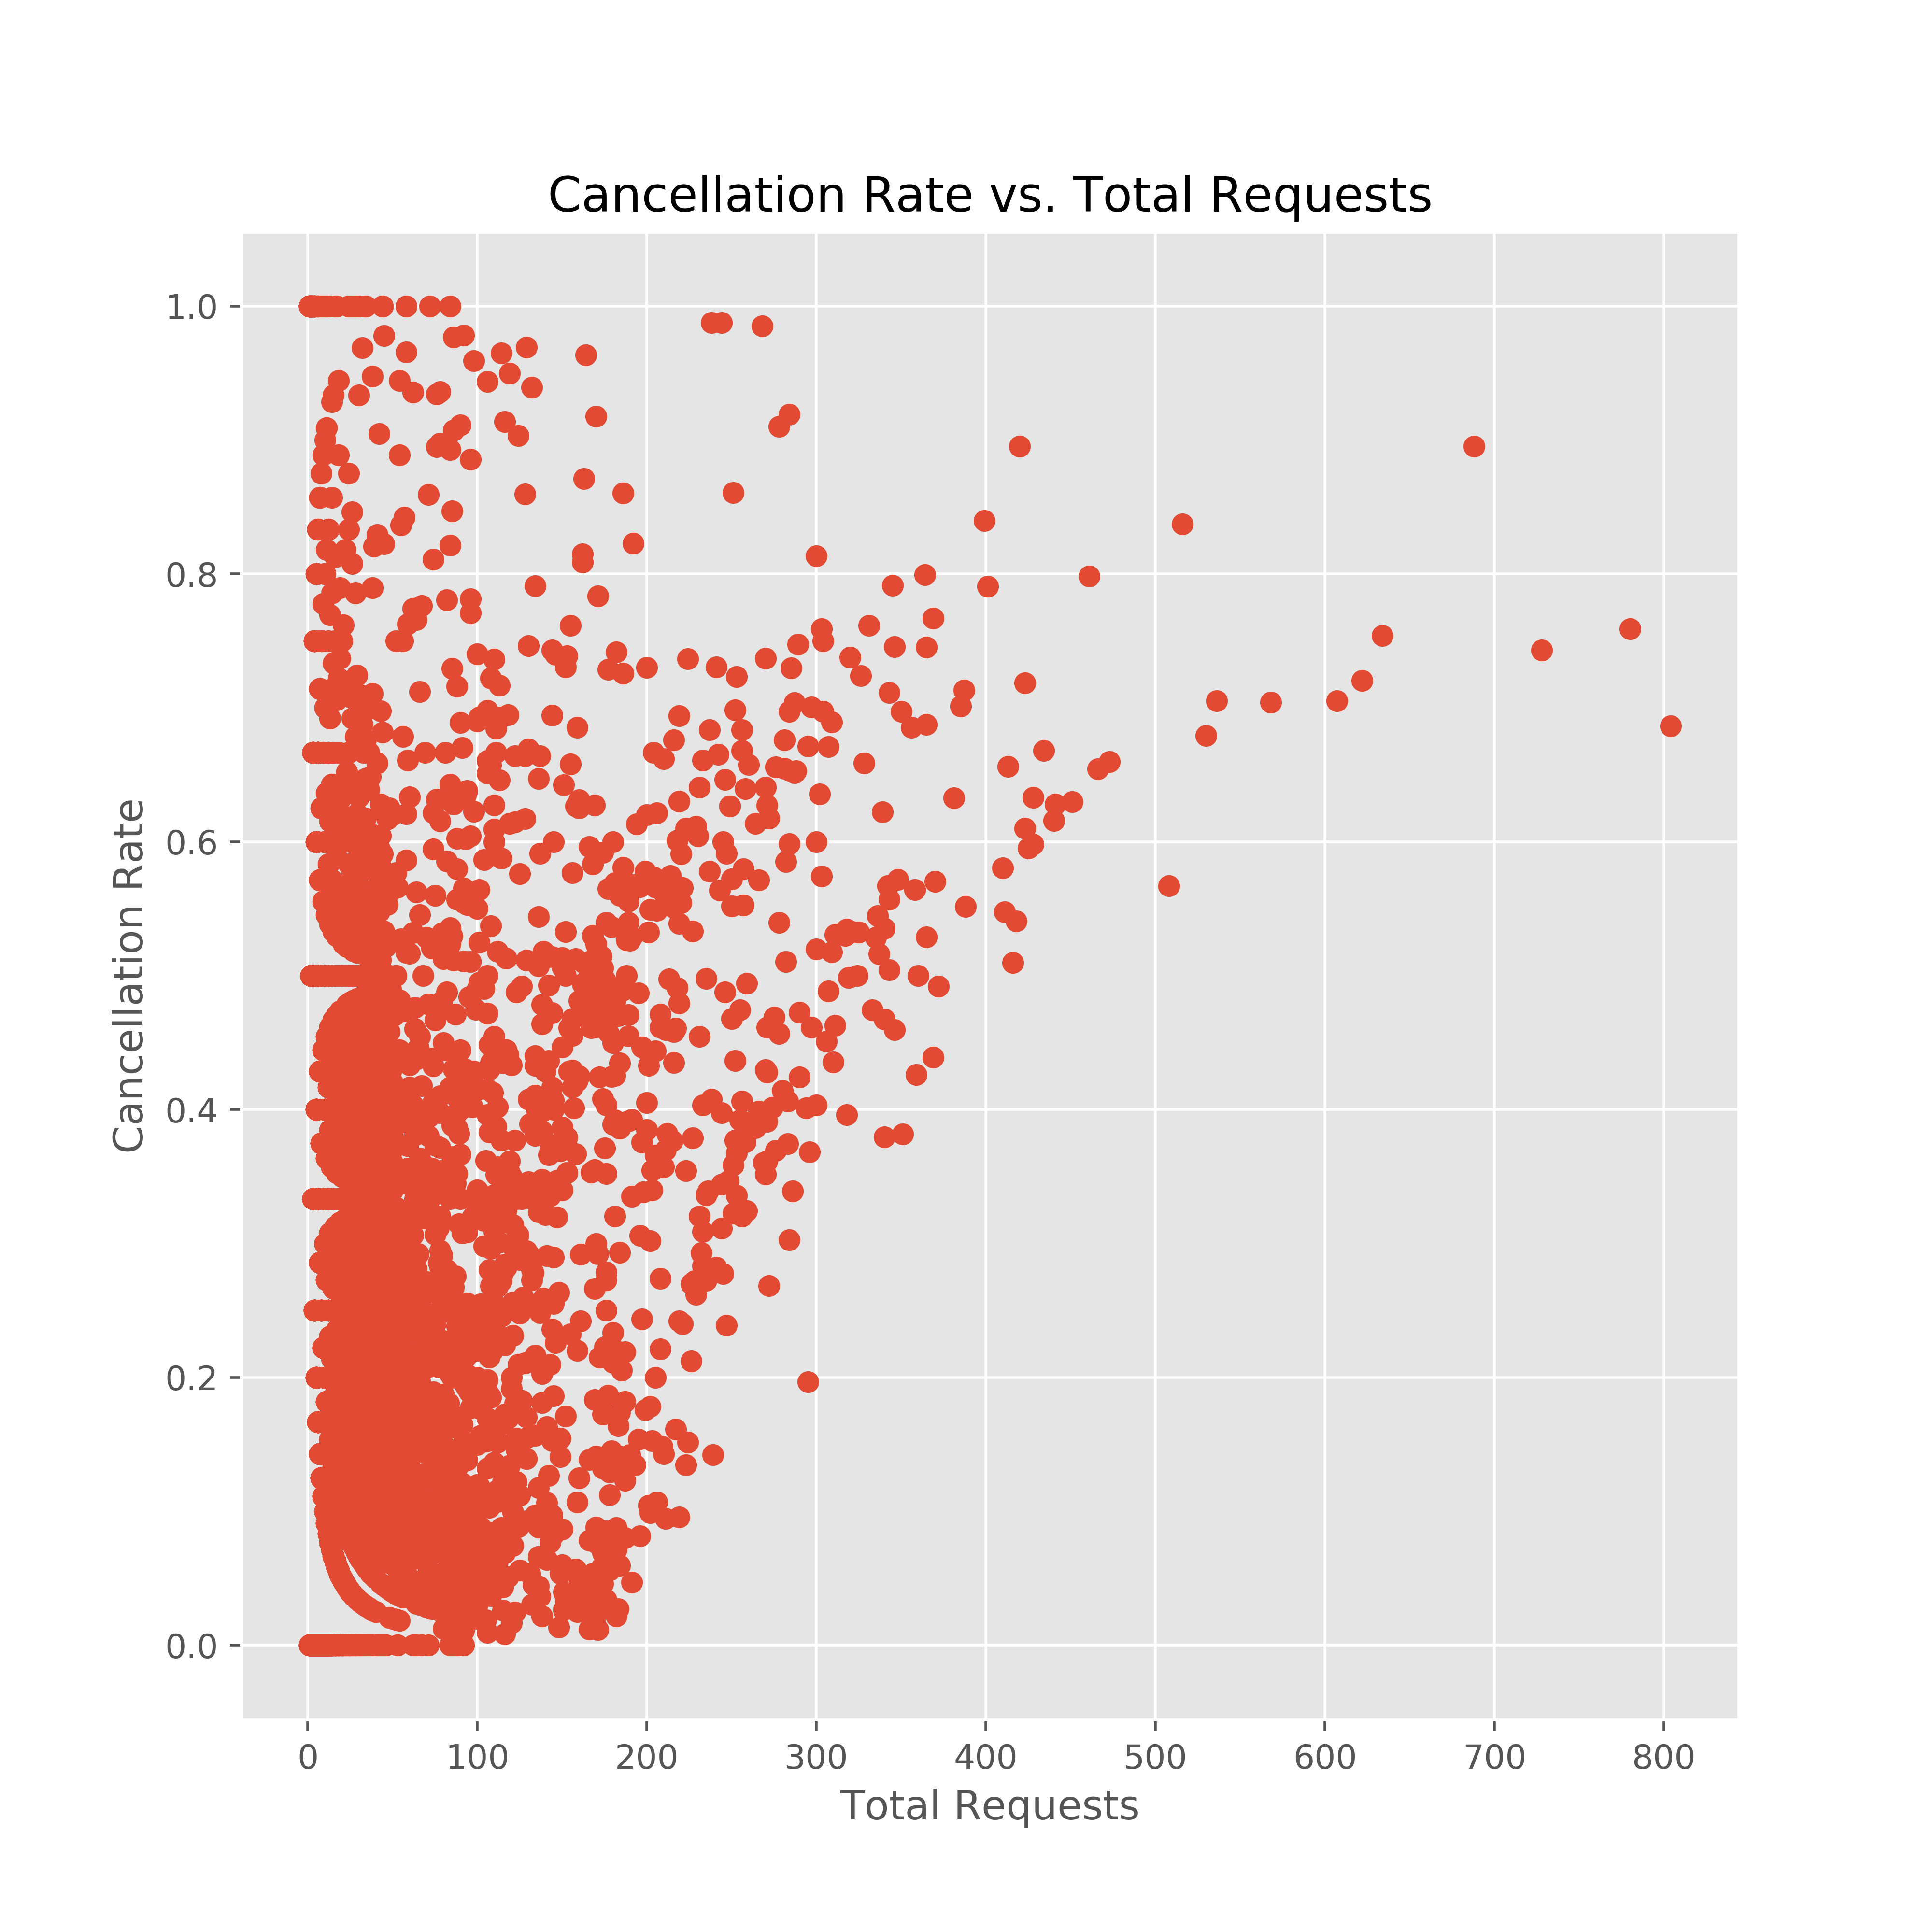 Cancellation Rate vs. Total Requests
Cancellation Rate
1.0
0.8
0.6
0.4
0.2
0.0
0 100 200 300 400 500 600 700 800
Total Requests